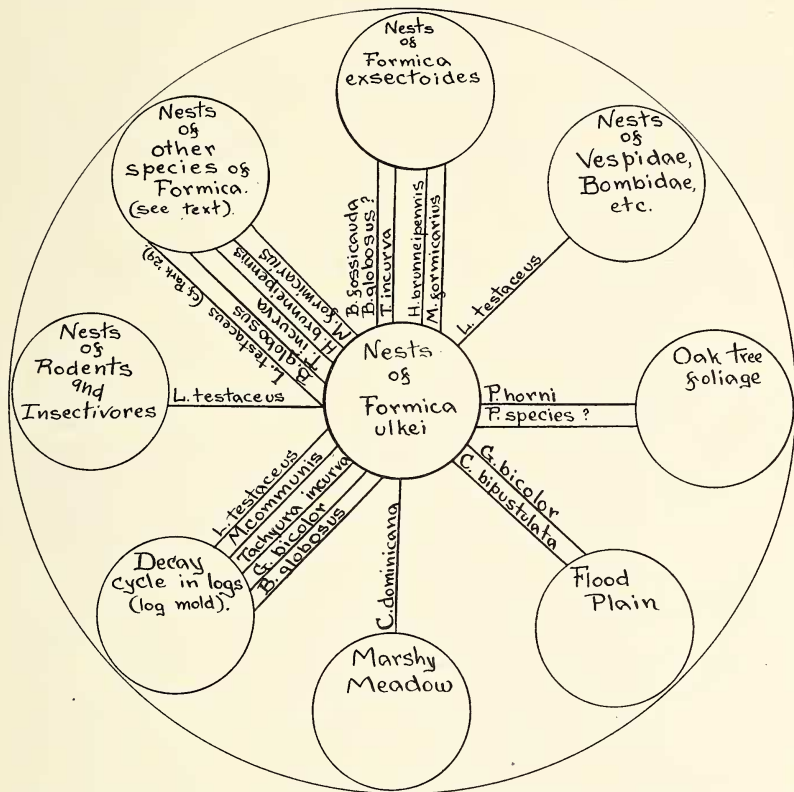 Nests
of
Formica
exsectoides
Nests
of
other
species of
Formica.
(see text).
Nests
of
Vespidae,
Bombidae,
etc.
B. fossicauda
B. globosus ?
T. incurva
H. brunneipennis
M. formicarius
M. formicarius
H. brunneipennis
T. incurva
B. globosus
L. testaceus (cf. Park '29).
L. testaceus
Nests
of
Rodents
and
Insectivores
L. testaceus
Nests
of
Formica
ulkei
P. horni
P. species ?
Oak tree
foliage
L. testaceus
M. communis
Tachyura incurva
G. bicolor
B. globosus
G. bicolor
C. bipustulata
C. dominicana
Decay
cycle in logs
(log mold).
Flood
Plain
Marshy
Meadow